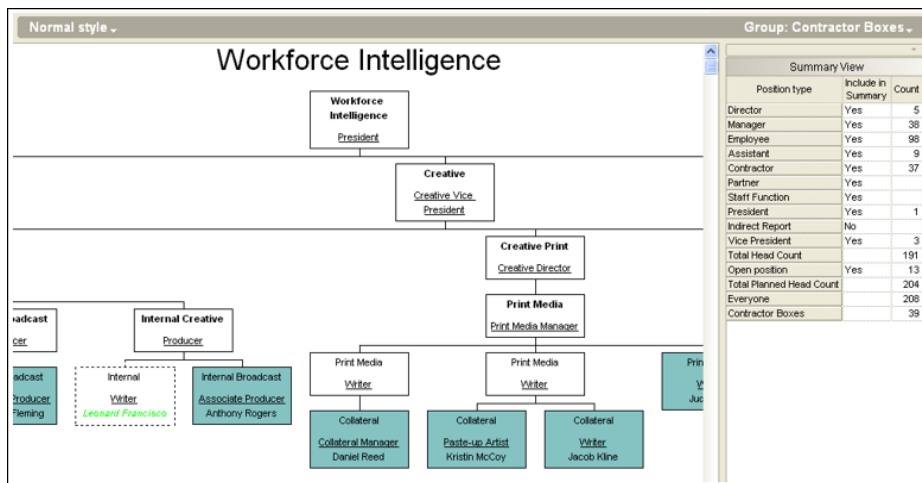 Normal style
Group: Contractor Boxes
Workforce Intelligence
Workforce
Intelligence
President
Creative
Creative Vice
President
Creative Print
Creative Director
Print Media
Print Media Manager
Internal Creative
Producer
Internal
Writer
Leonard Francisco
Internal Broadcast
Associate Producer
Anthony Rogers
Producer
Fleming
Print Media
Writer
Collateral
Collateral Manager
Daniel Reed
Print Media
Writer
Collateral
Paste-up Artist
Kristin McCoy
Collateral
Writer
Jacob Kline
Summary View
Position type Include in Summary Count
Director Yes 5
Manager Yes 38
Employee Yes 98
Assistant Yes 9
Contractor Yes 37
Partner Yes
Staff Function Yes
President Yes 1
Indirect Report No
Vice President Yes 3
Total Head Count 191
Open position Yes 13
Total Planned Head Count 204
Everyone 208
Contractor Boxes 39